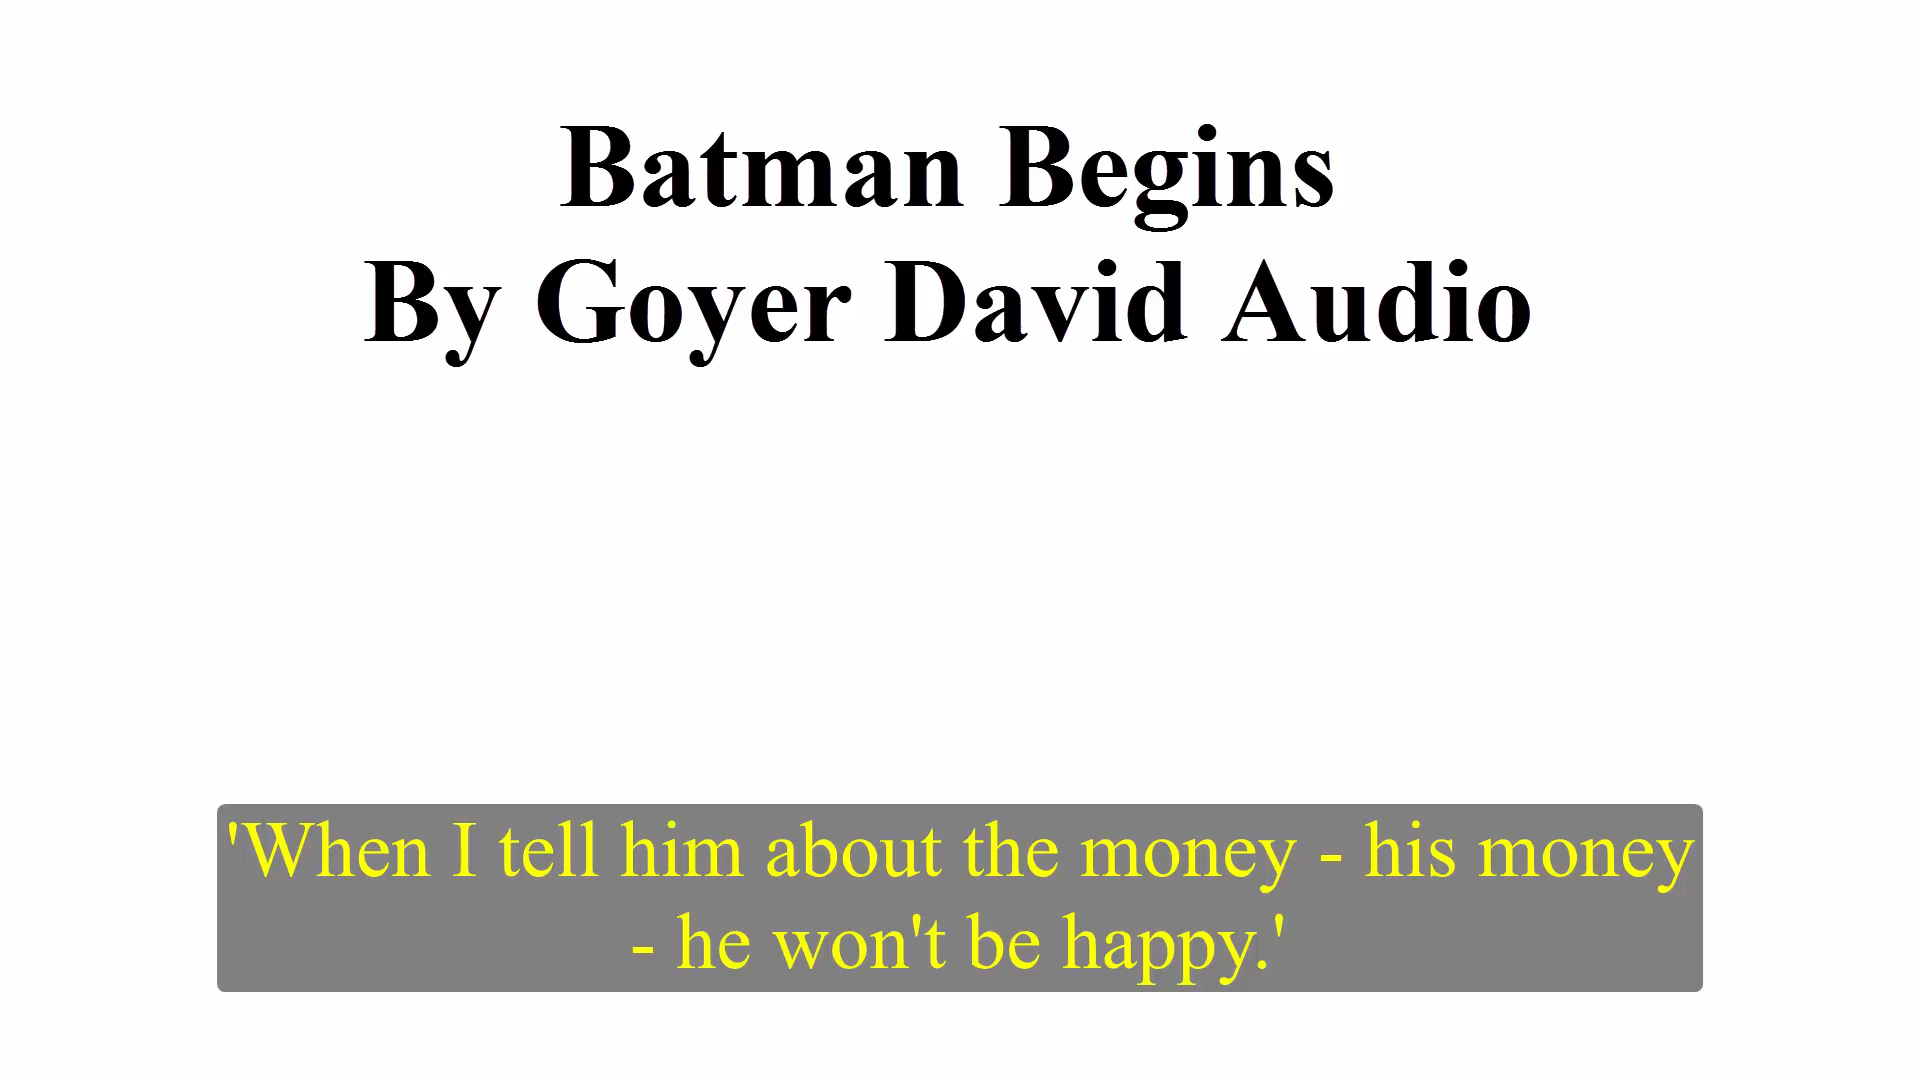 Batman Begins
By Goyer David Audio
'When I tell him about the money - his money
- he won't be happy.'